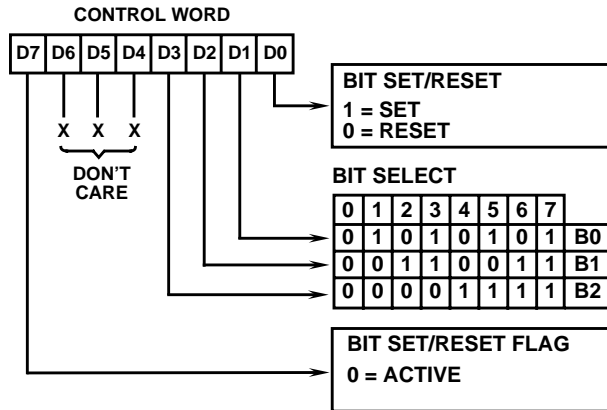 CONTROL WORD
D7 D6 D5 D4 D3 D2 D1 D0
BIT SET/RESET
1 = SET
0 = RESET
X X X
DON'T
CARE
BIT SELECT
0 1 2 3 4 5 6 7
0 1 0 1 0 1 0 1 B0
0 0 1 1 0 0 1 1 B1
0 0 0 0 1 1 1 1 B2
BIT SET/RESET FLAG
0 = ACTIVE